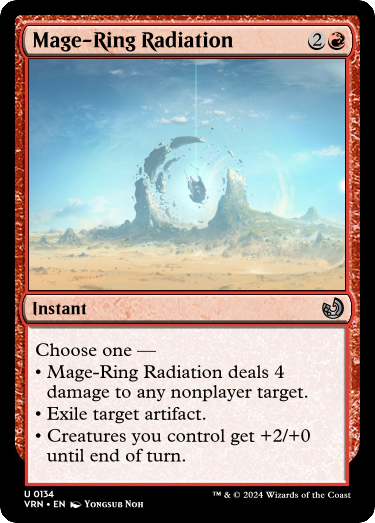 Mage-Ring Radiation 2
Instant
Choose one —
• Mage-Ring Radiation deals 4
damage to any nonplayer target.
• Exile target artifact.
• Creatures you control get +2/+0
until end of turn.
U 0134
VRN • EN Yongsub Noh
™ & © 2024 Wizards of the Coast